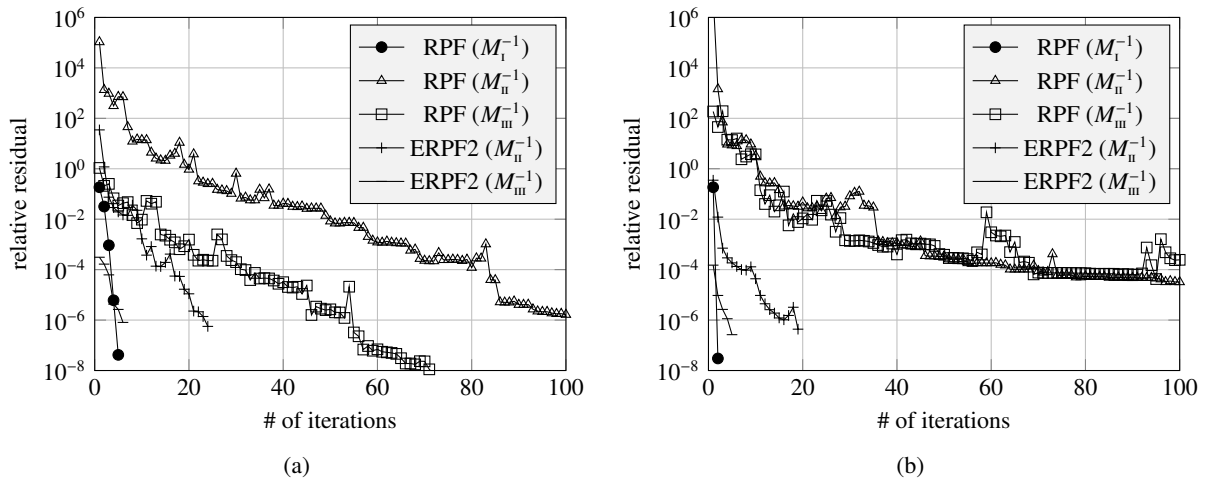 10^6
10^4
10^2
10^0
10^−2
10^−4
10^−6
10^−8
relative residual
0 20 40 60 80 100
# of iterations
RPF (M_I^−1)
RPF (M_II^−1)
RPF (M_III^−1)
ERPF2 (M_II^−1)
ERPF2 (M_III^−1)
(a)
10^6
10^4
10^2
10^0
10^−2
10^−4
10^−6
10^−8
relative residual
0 20 40 60 80 100
# of iterations
RPF (M_I^−1)
RPF (M_II^−1)
RPF (M_III^−1)
ERPF2 (M_II^−1)
ERPF2 (M_III^−1)
(b)